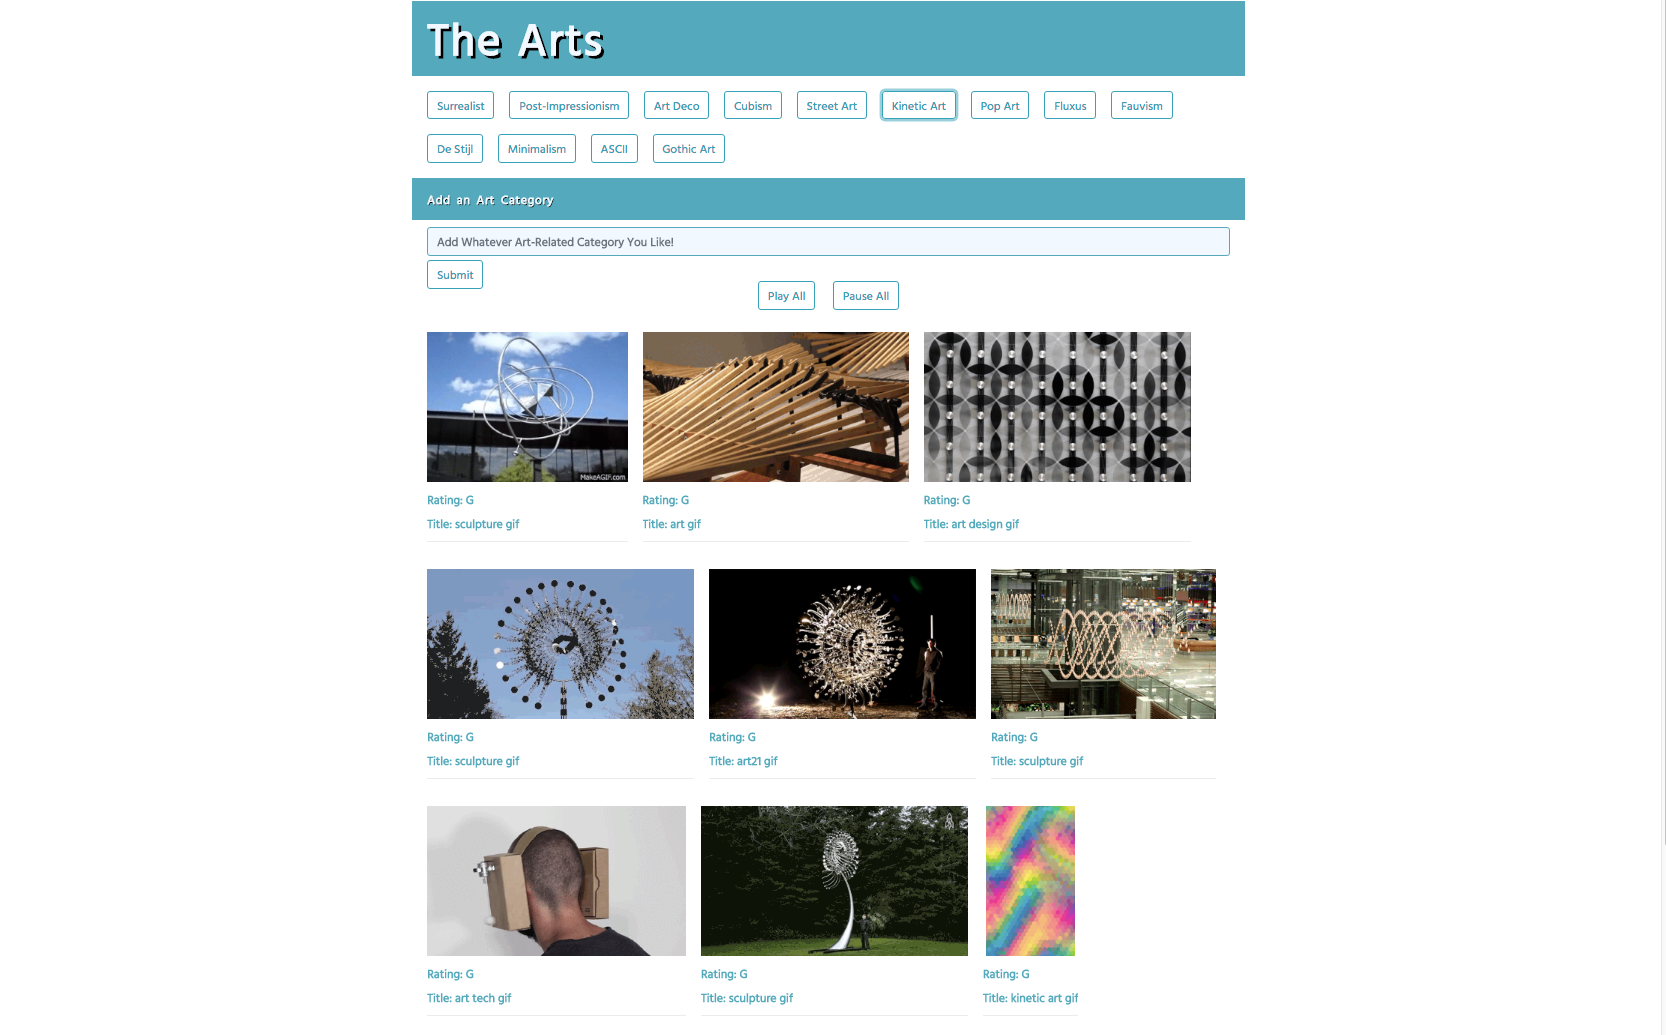 The Arts
Surrealist Post-Impressionism Art Deco Cubism Street Art Kinetic Art Pop Art Fluxus Fauvism
De Stijl Minimalism ASCII Gothic Art
Add an Art Category
Add Whatever Art-Related Category You Like!
Submit
Play All Pause All
MakeAGIF.com
Rating: G Rating: G Rating: G
Title: sculpture gif Title: art gif Title: art design gif
Rating: G Rating: G Rating: G
Title: sculpture gif Title: art21 gif Title: sculpture gif
Rating: G Rating: G Rating: G
Title: art tech gif Title: sculpture gif Title: kinetic art gif